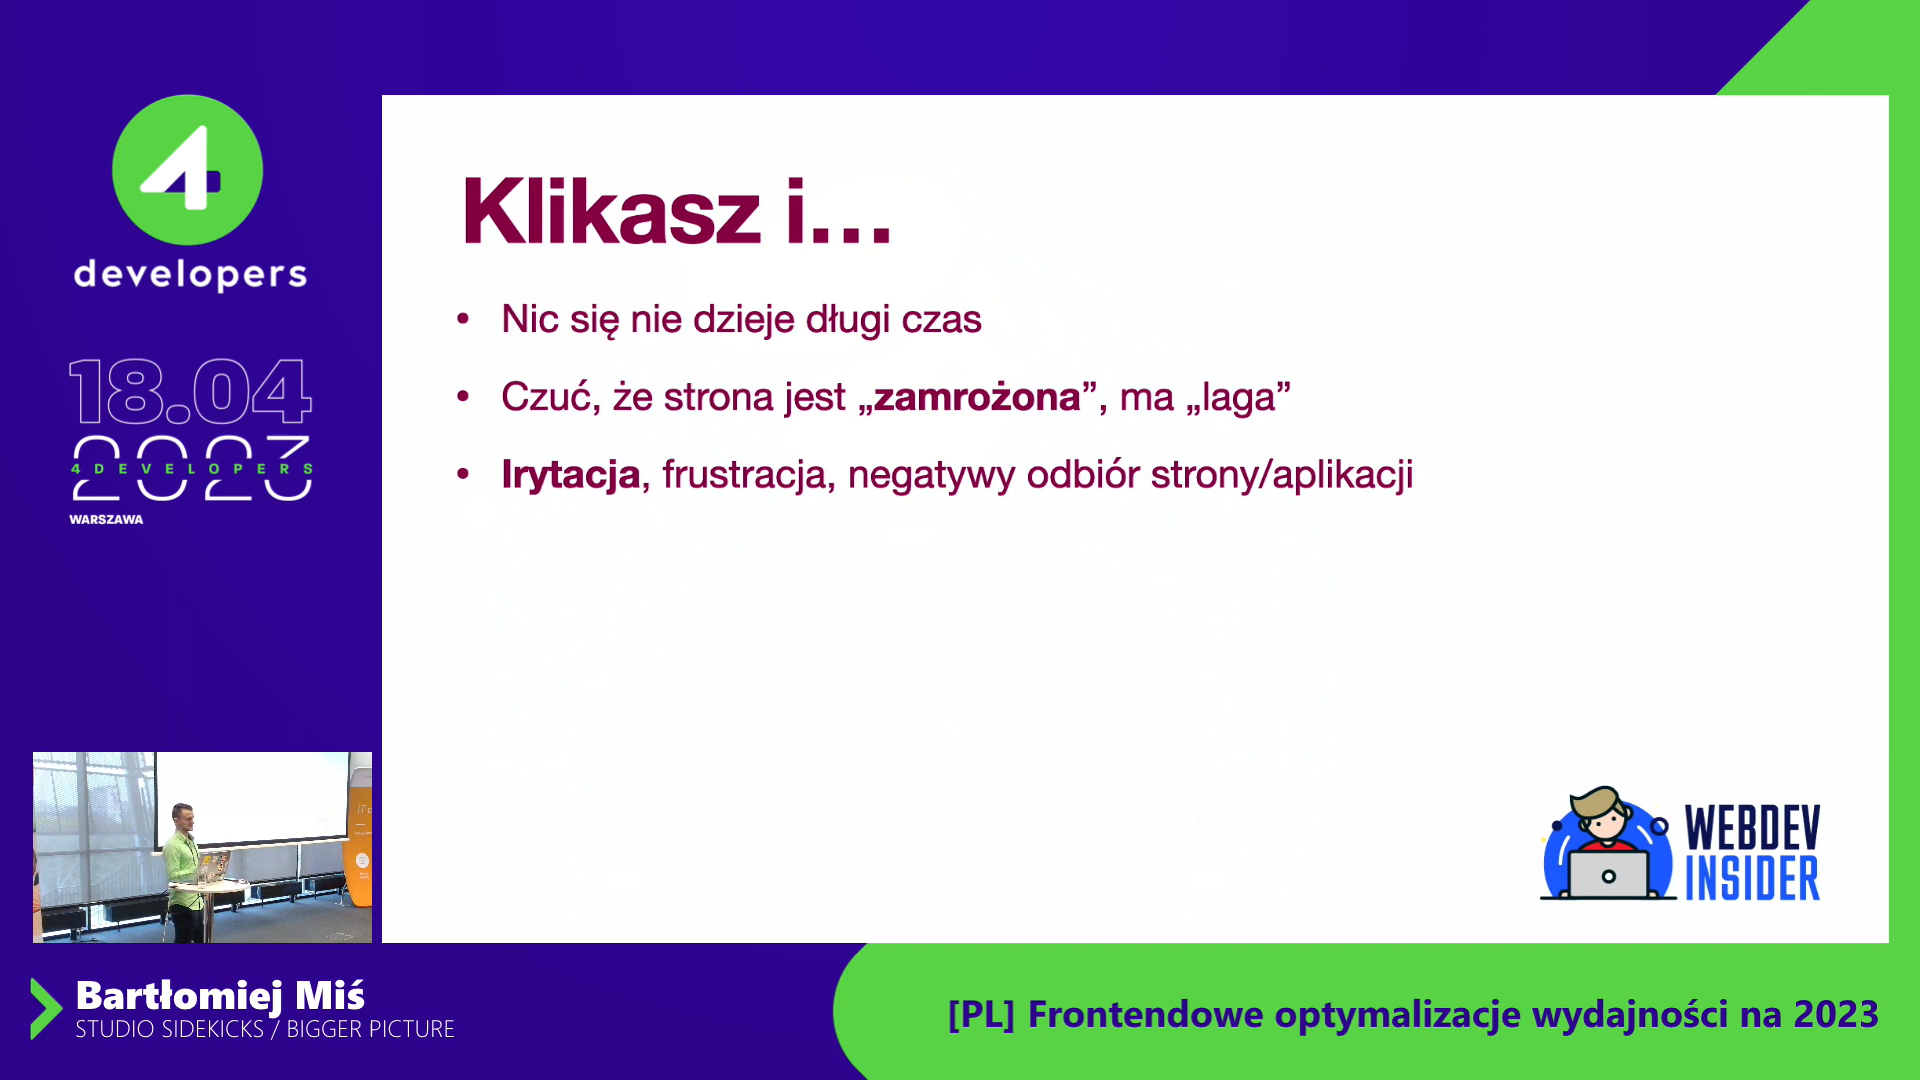 4
developers
18.04
2023
4DEVELOPERS
WARSZAWA
Klikasz i…
• Nic się nie dzieje długi czas
• Czuć, że strona jest „zamrożona”, ma „laga”
• Irytacja, frustracja, negatywy odbiór strony/aplikacji
WEBDEV
INSIDER
Bartłomiej Miś
STUDIO SIDEKICKS / BIGGER PICTURE
[PL] Frontendowe optymalizacje wydajności na 2023